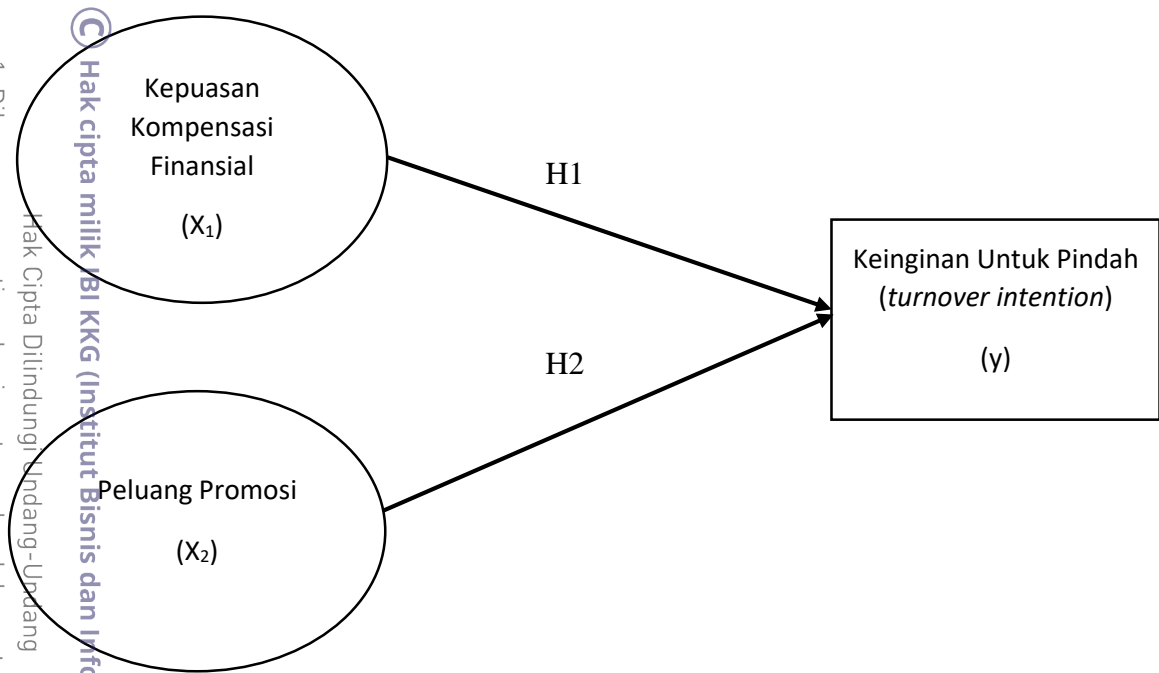 Kepuasan
Kompensasi
Finansial
(X₁)
H1
Keinginan Untuk Pindah
(turnover intention)
(y)
H2
Peluang Promosi
(X₂)
© Hak cipta milik IBI KKG (Institut Bisnis dan Info
Hak Cipta Dilindungi Undang-Undang